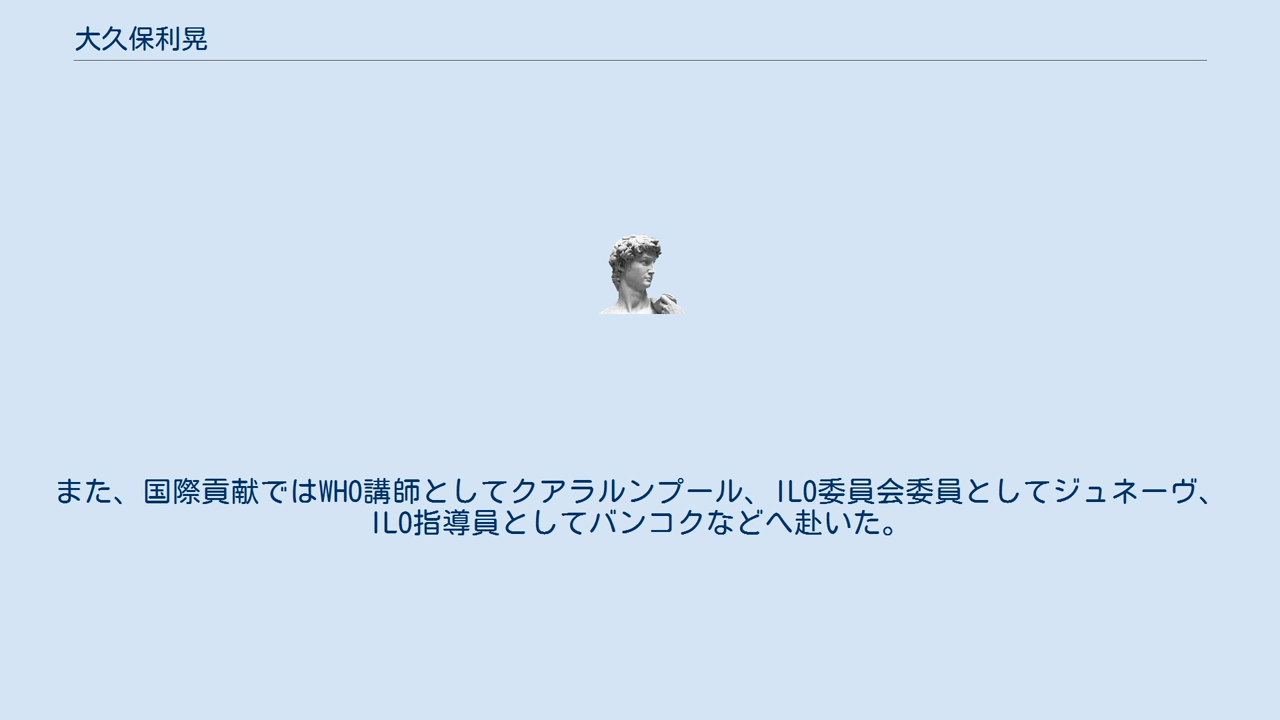 大久保利晃
また、国際貢献ではWHO講師としてクアラルンプール、ILO委員会委員としてジュネーヴ、
ILO指導員としてバンコクなどへ赴いた。